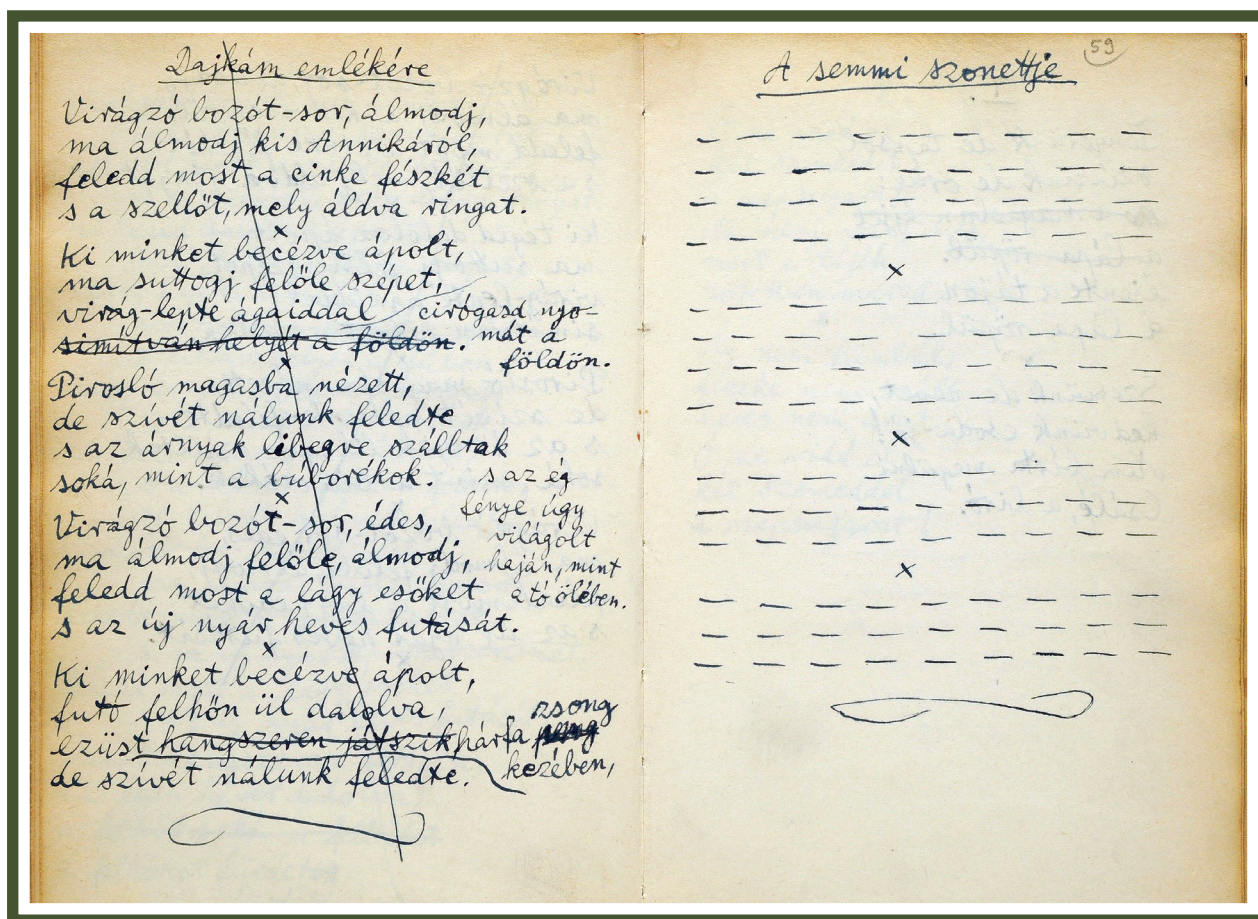 Dajkám emlékére
Virágzó bozót-sor, álmodj,
ma álmodj kis Annikáról,
feledd most a cinke fészkét
s a szellőt, mely áldva ringat.
x
Ki minket becézve ápolt,
ma suttogj felőle szépet,
virág-lepte ágaiddal cirógasd nyo-
simítván helyét a földön. mát a
földön.
x
Pirosló magasba nézett,
de szívét nálunk feledte
s az árnyak libegve szálltak
soká, mint a buborékok. s az ég
x fénye úgy
Virágzó bozót-sor, édes, világolt
ma álmodj felőle, álmodj, haján, mint
feledd most a lágy esőket a tó ölében.
s az új nyár heves futását.
x
Ki minket becézve ápolt,
futó felhőn ül dalolva, zsong
ezüst hangszeren játszik, hárfa
de szívét nálunk feledte. kezében,
59
A semmi szonettje
— — — — — — — — —
— — — — — — — — —
— — — — — — — — —
— — — — — — — — —
x
— — — — — — — — —
— — — — — — — — —
— — — — — — — — —
— — — — — — — — —
x
— — — — — — — — —
— — — — — — — — —
— — — — — — — — —
x
— — — — — — — — —
— — — — — — — — —
— — — — — — — — —